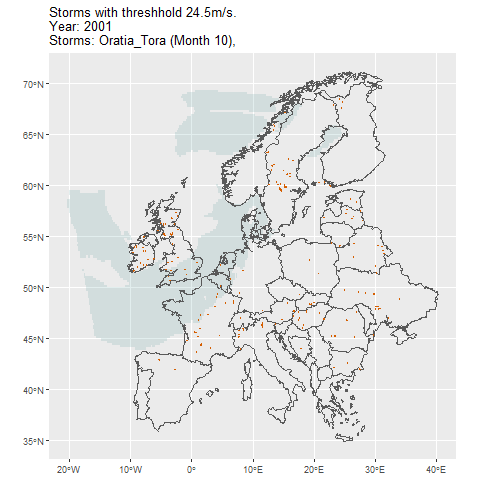 Storms with threshhold 24.5m/s.
Year: 2001
Storms: Oratia_Tora (Month 10),
70°N
65°N
60°N
55°N
50°N
45°N
40°N
35°N
20°W
10°W
0°
10°E
20°E
30°E
40°E